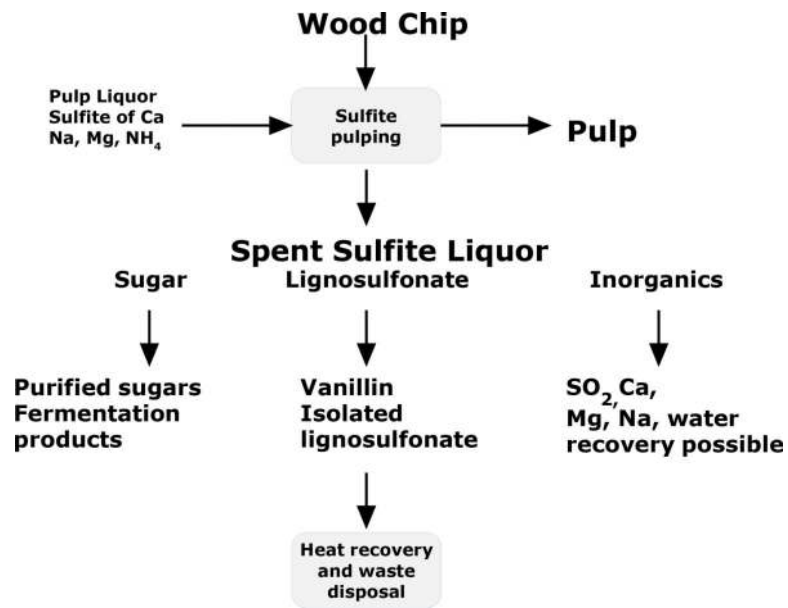 Wood Chip
Pulp Liquor
Sulfite of Ca
Na, Mg, NH₄
Sulfite
pulping
Pulp
Spent Sulfite Liquor
Sugar
Lignosulfonate
Inorganics
Purified sugars
Fermentation
products
Vanillin
Isolated
lignosulfonate
SO₂, Ca,
Mg, Na, water
recovery possible
Heat recovery
and waste
disposal